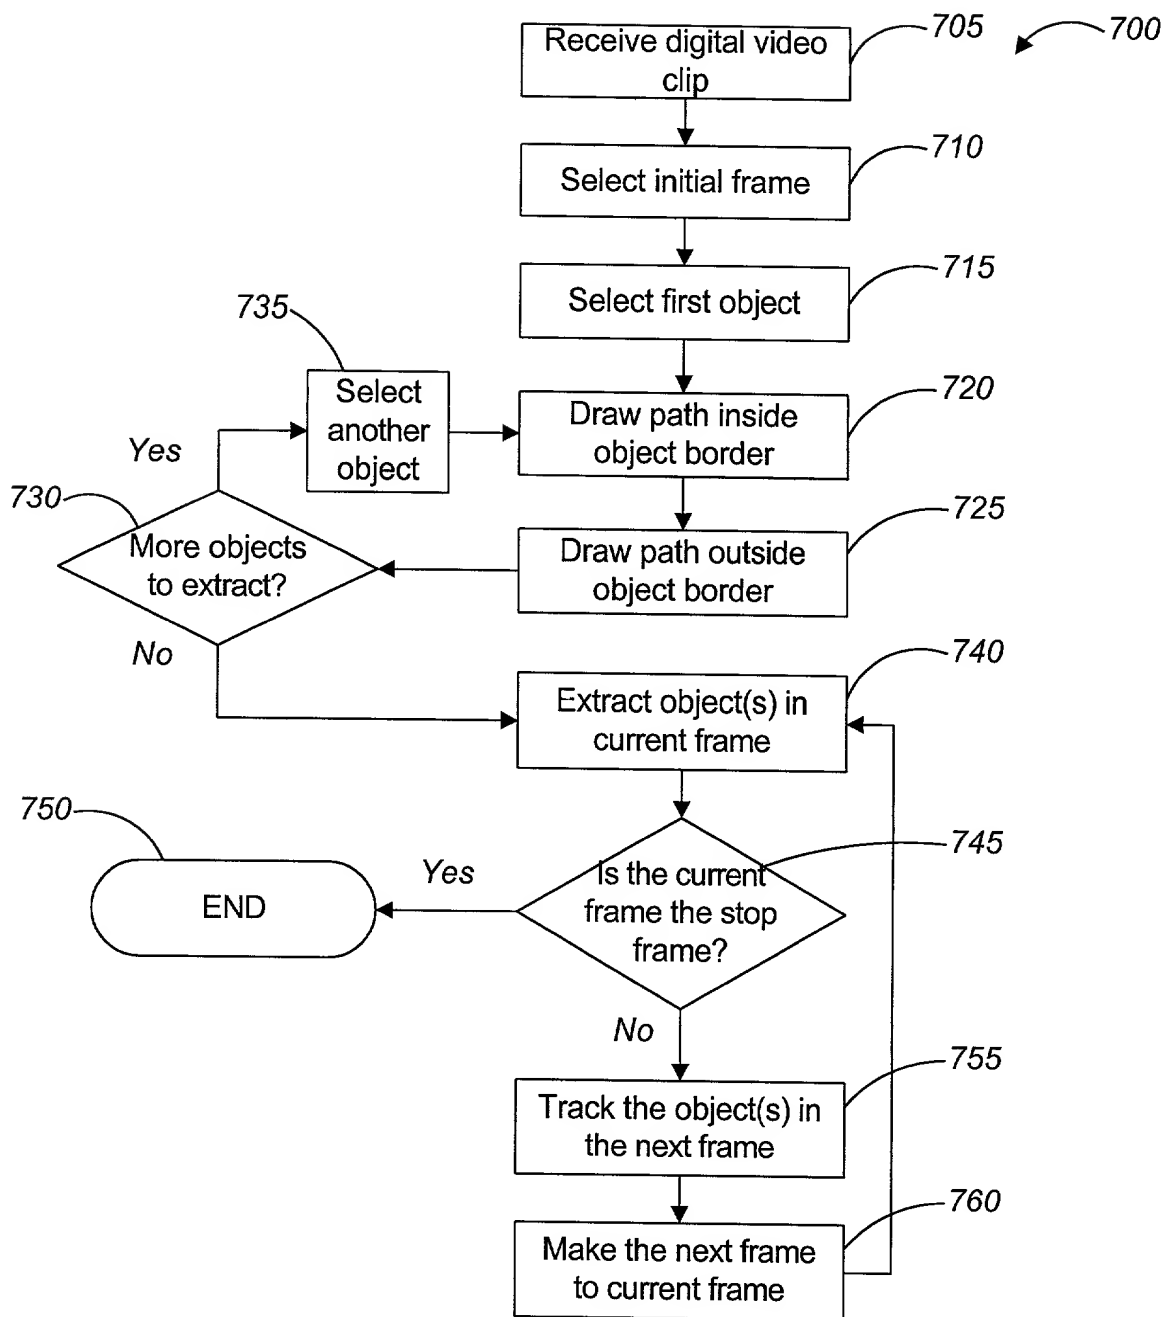 Receive digital video
clip
705
700
Select initial frame
710
Select first object
715
735
Select
another
object
Draw path inside
object border
720
Yes
730
More objects
to extract?
Draw path outside
object border
725
No
Extract object(s) in
current frame
740
750
END
Yes
Is the current
frame the stop
frame?
745
No
Track the object(s) in
the next frame
755
Make the next frame
to current frame
760